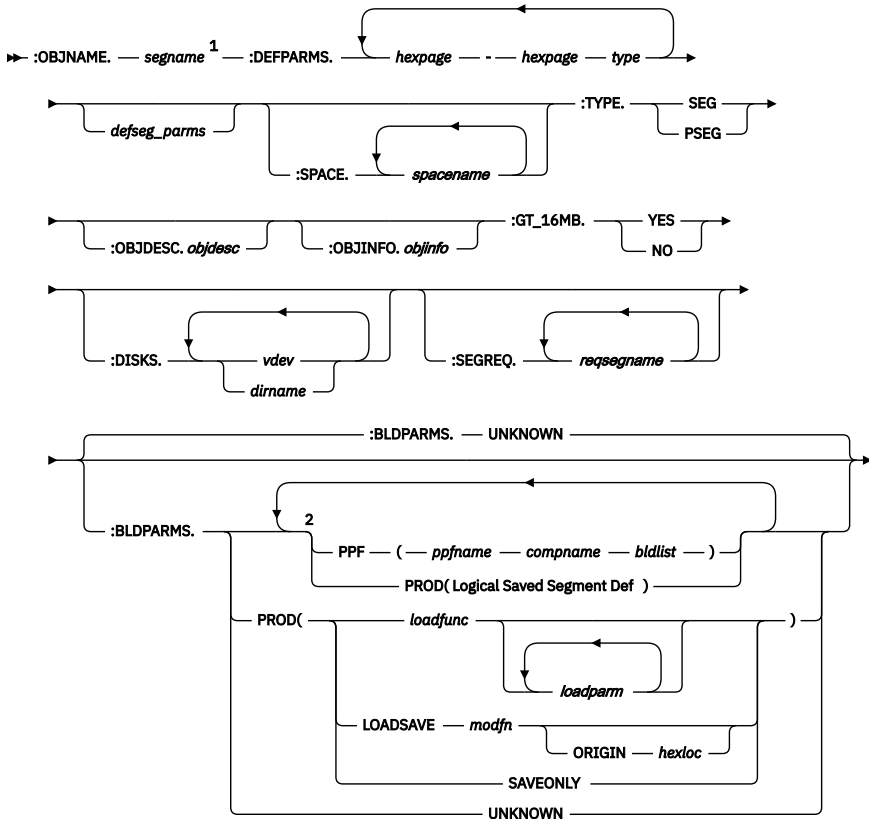 :OBJNAME. segname 1 :DEFPARMS. hexpage - hexpage type
defseg_parms :SPACE. spacename :TYPE. SEG
PSEG
:OBJDESC. objdesc :OBJINFO. objinfo :GT_16MB. YES
NO
:DISKS. vdev :SEGREQ. reqsegname
dirname
:BLDPARMS. UNKNOWN
:BLDPARMS. 2
PPF ( ppfname compname bldlist )
PROD( Logical Saved Segment Def )
PROD( loadfunc )
loadparm
LOADSAVE modfn
ORIGIN hexloc
SAVEONLY
UNKNOWN